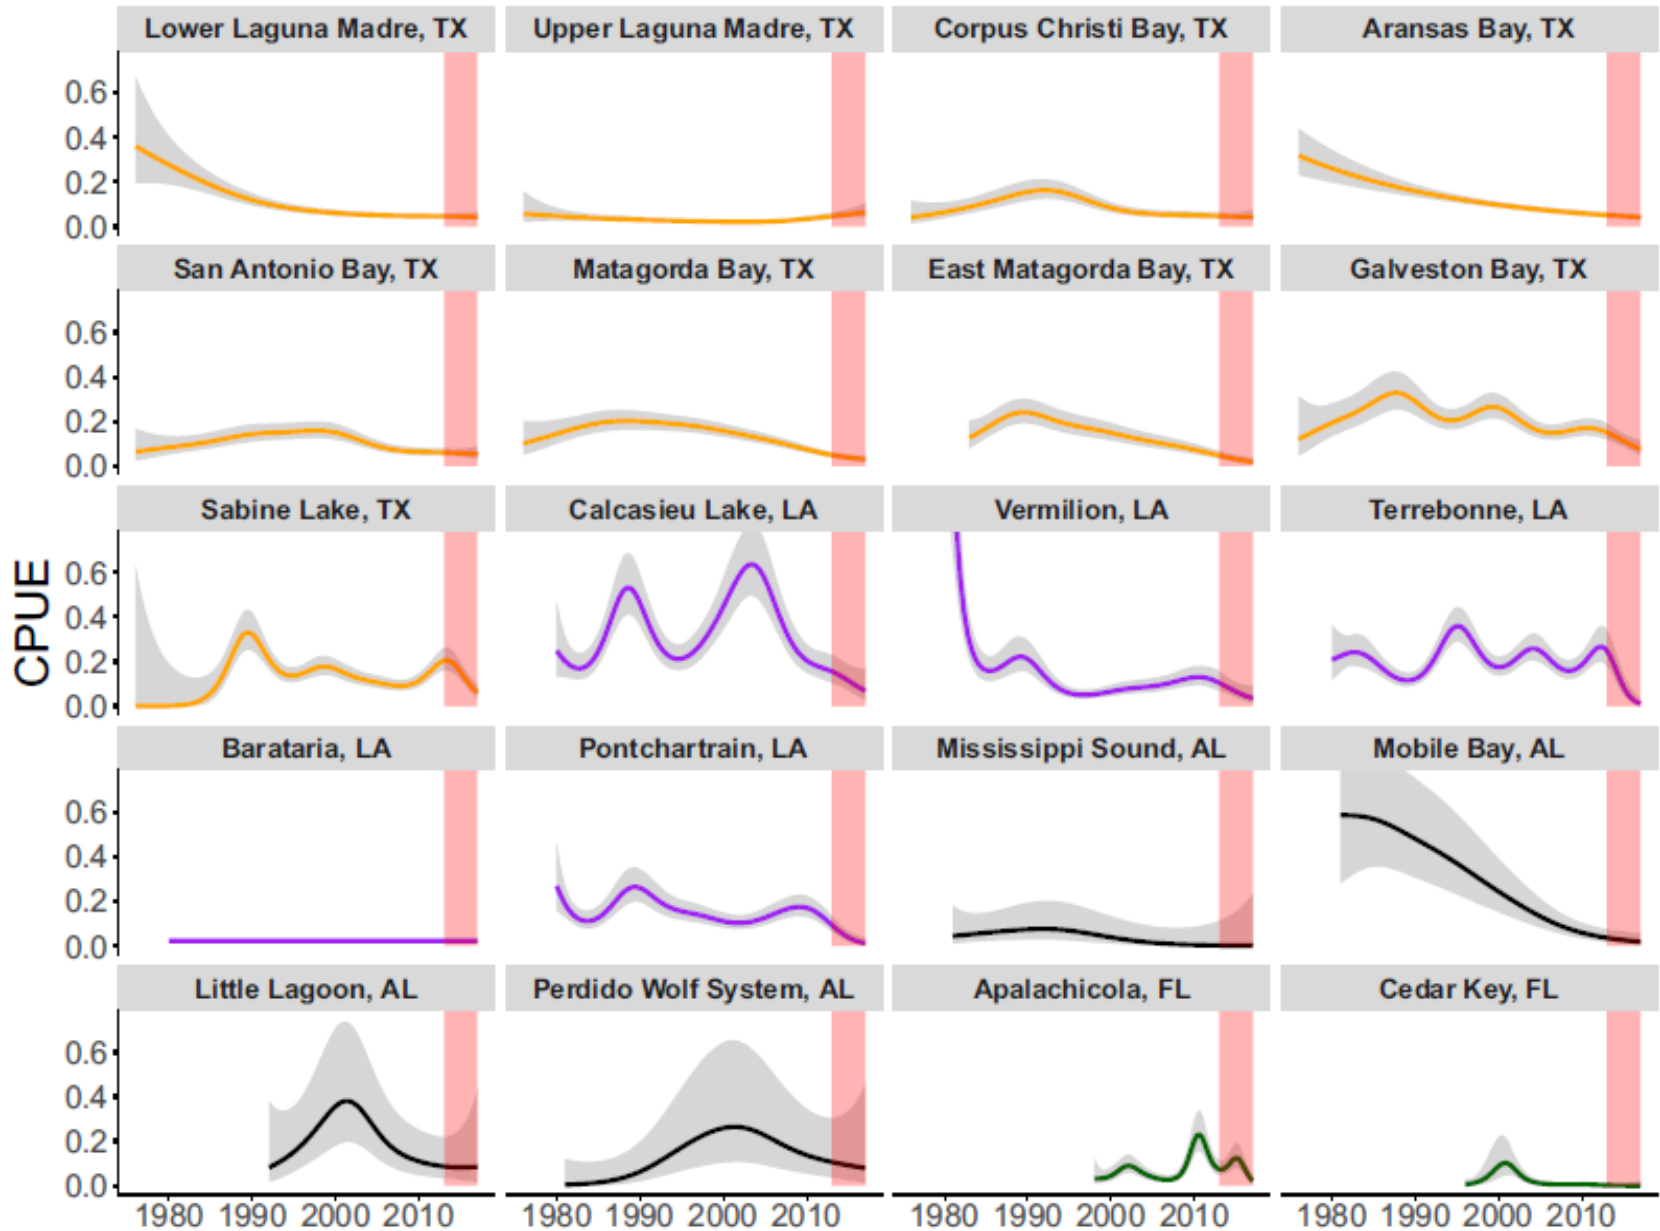 Lower Laguna Madre, TX Upper Laguna Madre, TX Corpus Christi Bay, TX Aransas Bay, TX
0.6
0.4
0.2
0.0
San Antonio Bay, TX Matagorda Bay, TX East Matagorda Bay, TX Galveston Bay, TX
0.6
0.4
0.2
0.0
Sabine Lake, TX Calcasieu Lake, LA Vermilion, LA Terrebonne, LA
CPUE
0.6
0.4
0.2
0.0
Barataria, LA Pontchartrain, LA Mississippi Sound, AL Mobile Bay, AL
0.6
0.4
0.2
0.0
Little Lagoon, AL Perdido Wolf System, AL Apalachicola, FL Cedar Key, FL
0.6
0.4
0.2
0.0
1980 1990 2000 2010 1980 1990 2000 2010 1980 1990 2000 2010 1980 1990 2000 2010